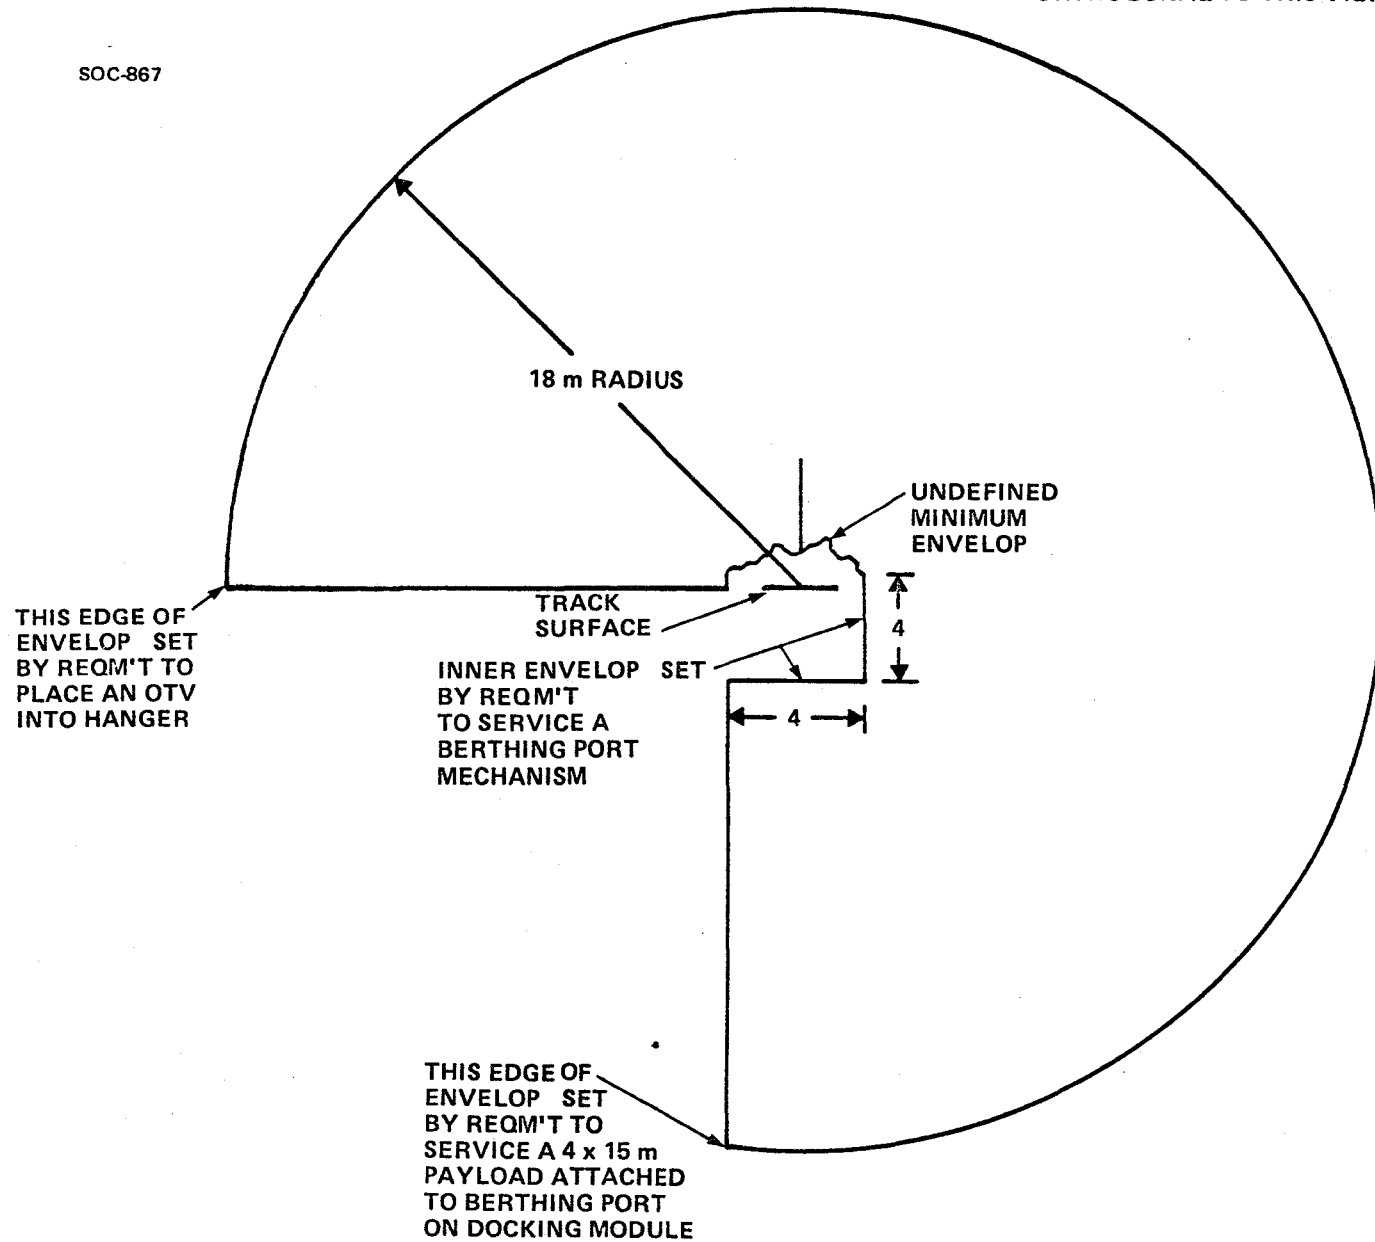 SOC-867
18 m RADIUS
UNDEFINED
MINIMUM
ENVELOP
THIS EDGE OF
ENVELOP SET
BY REQM'T TO
PLACE AN OTV
INTO HANGER
TRACK
SURFACE
4
INNER ENVELOP SET
BY REQM'T
TO SERVICE A
BERTHING PORT
MECHANISM
4
THIS EDGE OF
ENVELOP SET
BY REQM'T TO
SERVICE A 4 x 15 m
PAYLOAD ATTACHED
TO BERTHING PORT
ON DOCKING MODULE